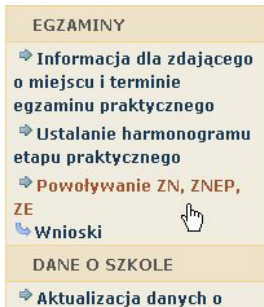 EGZAMINY
Informacja dla zdającego
o miejscu i terminie
egzaminu praktycznego
Ustalanie harmonogramu
etapu praktycznego
Powoływanie ZN, ZNEP,
ZE
Wnioski
DANE O SZKOLE
Aktualizacja danych o